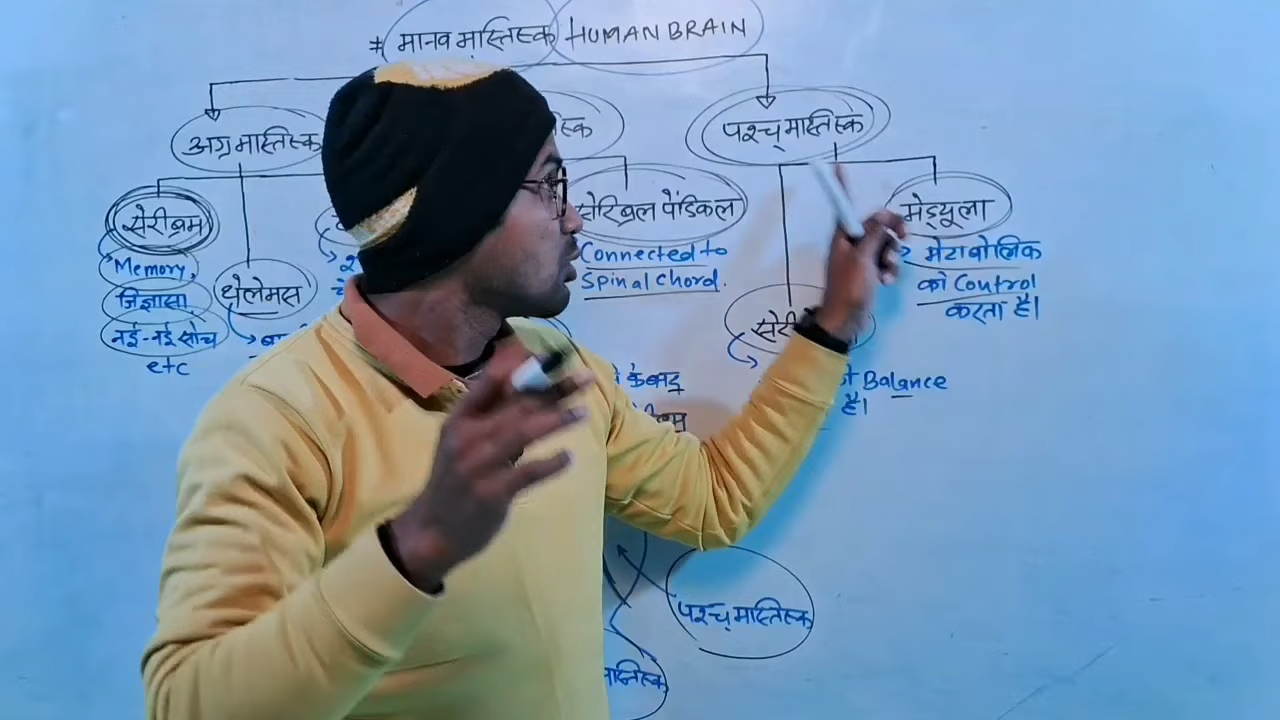 # मानव मस्तिष्क HUMAN BRAIN
अग्र मस्तिष्क
पश्च् मस्तिष्क
सेरीब्रम
सेरिब्रल पेंडिकल
मेड्यूला
Memory,
जिज्ञासा,
नई-नई सोच
etc
थेलेमस
Connected to
Spinal Chord.
मेटाबोलिक
को Control
करता है।
Balance
है।
पश्च् मस्तिष्क